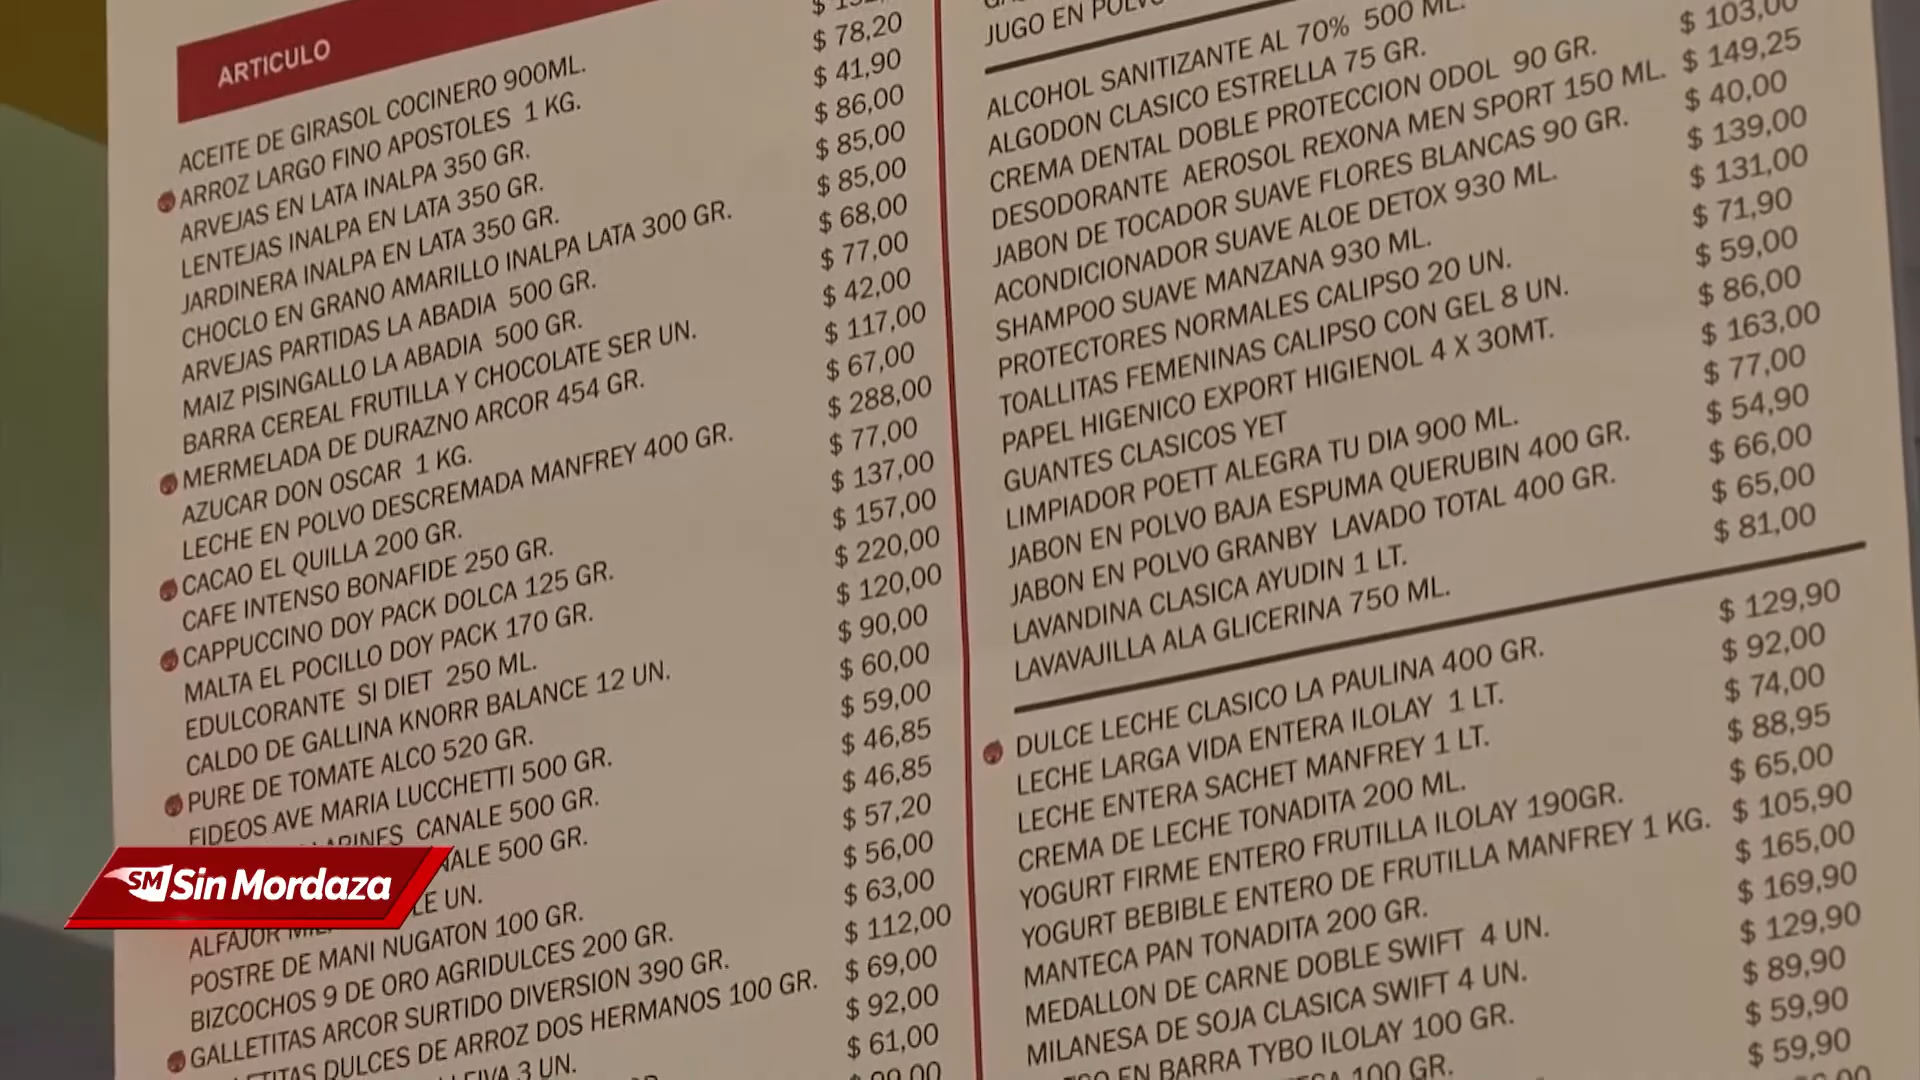 ARTICULO
ACEITE DE GIRASOL COCINERO 900ML.
ARROZ LARGO FINO APOSTOLES 1 KG. $ 78,20
ARVEJAS EN LATA INALPA 350 GR. $ 41,90
LENTEJAS INALPA EN LATA 350 GR. $ 86,00
JARDINERA INALPA EN LATA 350 GR. $ 85,00
CHOCLO EN GRANO AMARILLO INALPA LATA 300 GR. $ 85,00
ARVEJAS PARTIDAS LA ABADIA 500 GR. $ 68,00
MAIZ PISINGALLO LA ABADIA 500 GR. $ 77,00
BARRA CEREAL FRUTILLA Y CHOCOLATE SER UN. $ 42,00
MERMELADA DE DURAZNO ARCOR 454 GR. $ 117,00
AZUCAR DON OSCAR 1 KG. $ 67,00
LECHE EN POLVO DESCREMADA MANFREY 400 GR. $ 288,00
CACAO EL QUILLA 200 GR. $ 77,00
CAFE INTENSO BONAFIDE 250 GR. $ 137,00
CAPPUCCINO DOY PACK DOLCA 125 GR. $ 157,00
MALTA EL POCILLO DOY PACK 170 GR. $ 220,00
EDULCORANTE SI DIET 250 ML. $ 120,00
CALDO DE GALLINA KNORR BALANCE 12 UN. $ 90,00
PURE DE TOMATE ALCO 520 GR. $ 60,00
FIDEOS AVE MARIA LUCCHETTI 500 GR. $ 59,00
CANALE 500 GR. $ 46,85
NALE 500 GR. $ 46,85
ALFAJOR UN. $ 57,20
POSTRE DE MANI NUGATON 100 GR. $ 56,00
BIZCOCHOS 9 DE ORO AGRIDULCES 200 GR. $ 63,00
GALLETITAS ARCOR SURTIDO DIVERSION 390 GR. $ 112,00
DULCES DE ARROZ DOS HERMANOS 100 GR. $ 69,00
3 UN. $ 92,00
$ 61,00
JUGO EN POLVO
ALCOHOL SANITIZANTE AL 70% 500 ML.
ALGODON CLASICO ESTRELLA 75 GR.
CREMA DENTAL DOBLE PROTECCION ODOL 90 GR. $ 103,00
DESODORANTE AEROSOL REXONA MEN SPORT 150 ML. $ 149,25
JABON DE TOCADOR SUAVE FLORES BLANCAS 90 GR. $ 40,00
ACONDICIONADOR SUAVE ALOE DETOX 930 ML. $ 139,00
SHAMPOO SUAVE MANZANA 930 ML. $ 131,00
PROTECTORES NORMALES CALIPSO 20 UN. $ 71,90
TOALLITAS FEMENINAS CALIPSO CON GEL 8 UN. $ 59,00
PAPEL HIGENICO EXPORT HIGIENOL 4 X 30MT. $ 86,00
GUANTES CLASICOS YET $ 163,00
LIMPIADOR POETT ALEGRA TU DIA 900 ML. $ 77,00
JABON EN POLVO BAJA ESPUMA QUERUBIN 400 GR. $ 54,90
JABON EN POLVO GRANBY LAVADO TOTAL 400 GR. $ 66,00
LAVANDINA CLASICA AYUDIN 1 LT. $ 65,00
LAVAVAJILLA ALA GLICERINA 750 ML. $ 81,00
DULCE LECHE CLASICO LA PAULINA 400 GR. $ 129,90
LECHE LARGA VIDA ENTERA ILOLAY 1 LT. $ 92,00
LECHE ENTERA SACHET MANFREY 1 LT. $ 74,00
CREMA DE LECHE TONADITA 200 ML. $ 88,95
YOGURT FIRME ENTERO FRUTILLA ILOLAY 190GR. $ 65,00
YOGURT BEBIBLE ENTERO DE FRUTILLA MANFREY 1 KG. $ 105,90
MANTECA PAN TONADITA 200 GR. $ 165,00
MEDALLON DE CARNE DOBLE SWIFT 4 UN. $ 169,90
MILANESA DE SOJA CLASICA SWIFT 4 UN. $ 129,90
EN BARRA TYBO ILOLAY 100 GR. $ 89,90
100 GR. $ 59,90
$ 59,90
SM Sin Mordaza